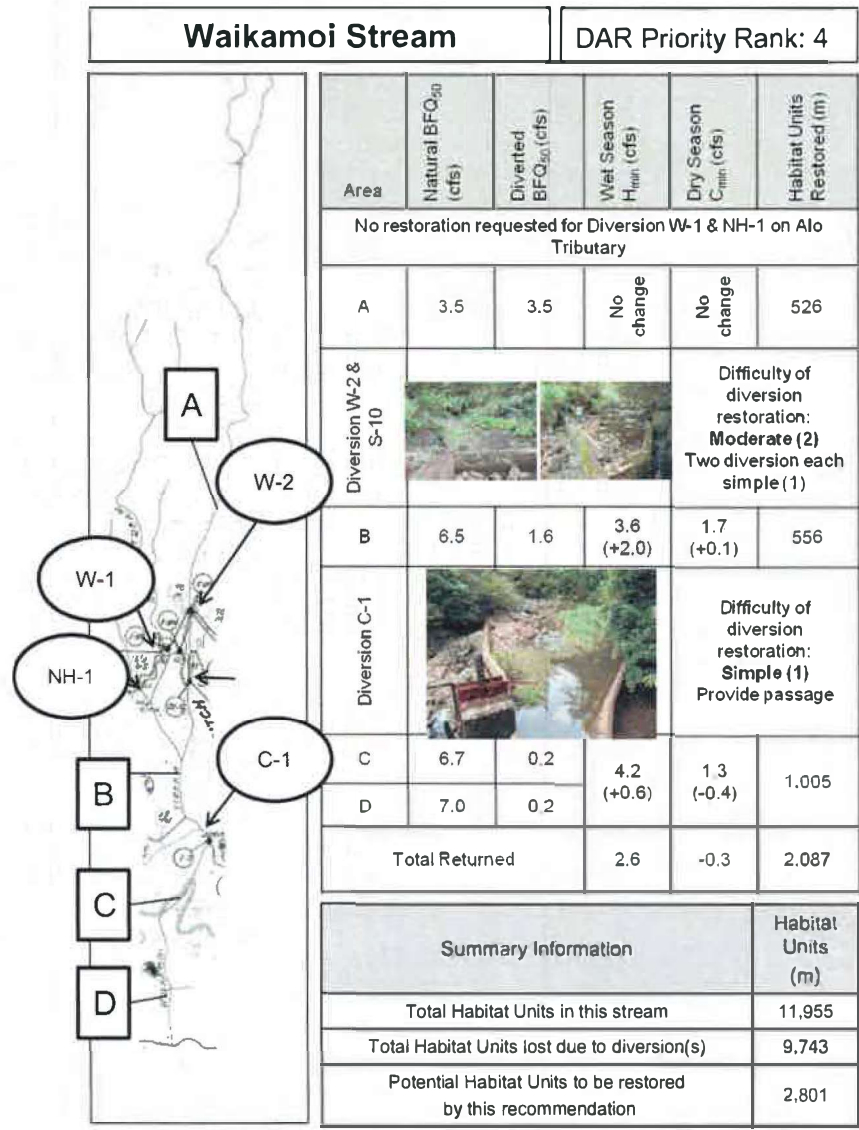 Waikamoi Stream
DAR Priority Rank: 4
Area
Natural BFQ50
(cfs)
Diverted
BFQ50 (cfs)
Wet Season
Hmin (cfs)
Dry Season
Cmin (cfs)
Habitat Units
Restored (m)
No restoration requested for Diversion W-1 & NH-1 on Alo
Tributary
A
3.5
3.5
No
change
No
change
526
Diversion W-2 &
S-10
Difficulty of
diversion
restoration:
Moderate (2)
Two diversion each
simple (1)
B
6.5
1.6
3.6
(+2.0)
1.7
(+0.1)
556
Diversion C-1
Difficulty of
diversion
restoration:
Simple (1)
Provide passage
C
6.7
0.2
4.2
(+0.6)
1.3
(-0.4)
1.005
D
7.0
0.2
Total Returned
2.6
-0.3
2.087
Summary Information
Habitat
Units
(m)
Total Habitat Units in this stream
11,955
Total Habitat Units lost due to diversion(s)
9,743
Potential Habitat Units to be restored
by this recommendation
2,801
A
W-2
W-1
NH-1
C-1
B
C
D